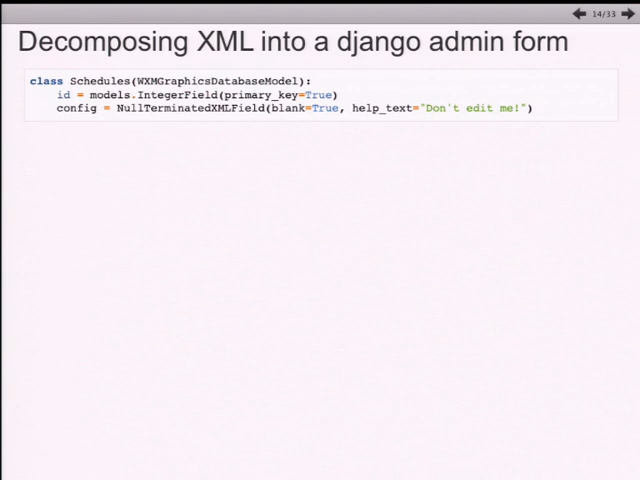 14/33
Decomposing XML into a django admin form
class Schedules(WXMGraphicsDatabaseModel):
    id = models.IntegerField(primary_key=True)
    config = NullTerminatedXMLField(blank=True, help_text="Don't edit me!")